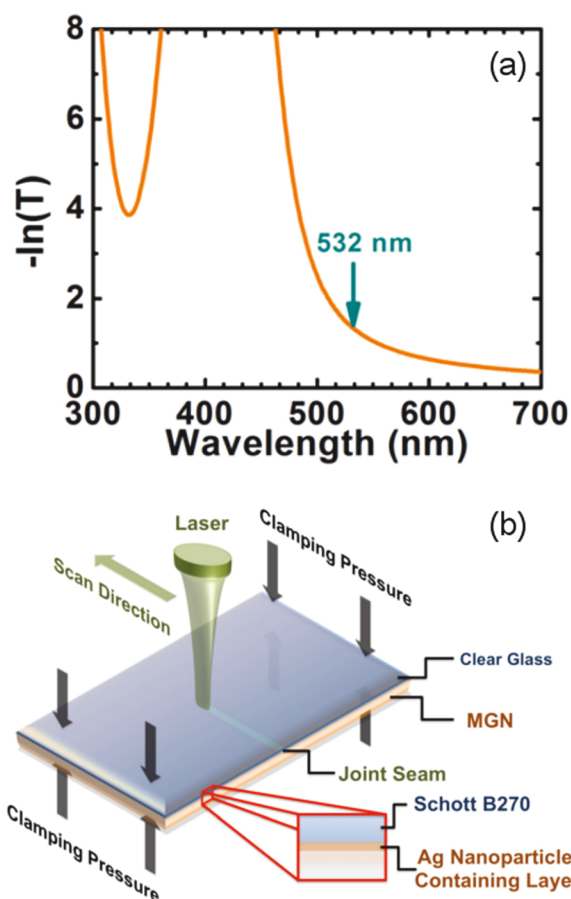 (a)
8
6
4
2
0
-ln(T)
532 nm
300 400 500 600 700
Wavelength (nm)
(b)
Laser
Scan Direction
Clamping Pressure
Clear Glass
MGN
Joint Seam
Schott B270
Ag Nanoparticle
Containing Laye
Clamping Pressure